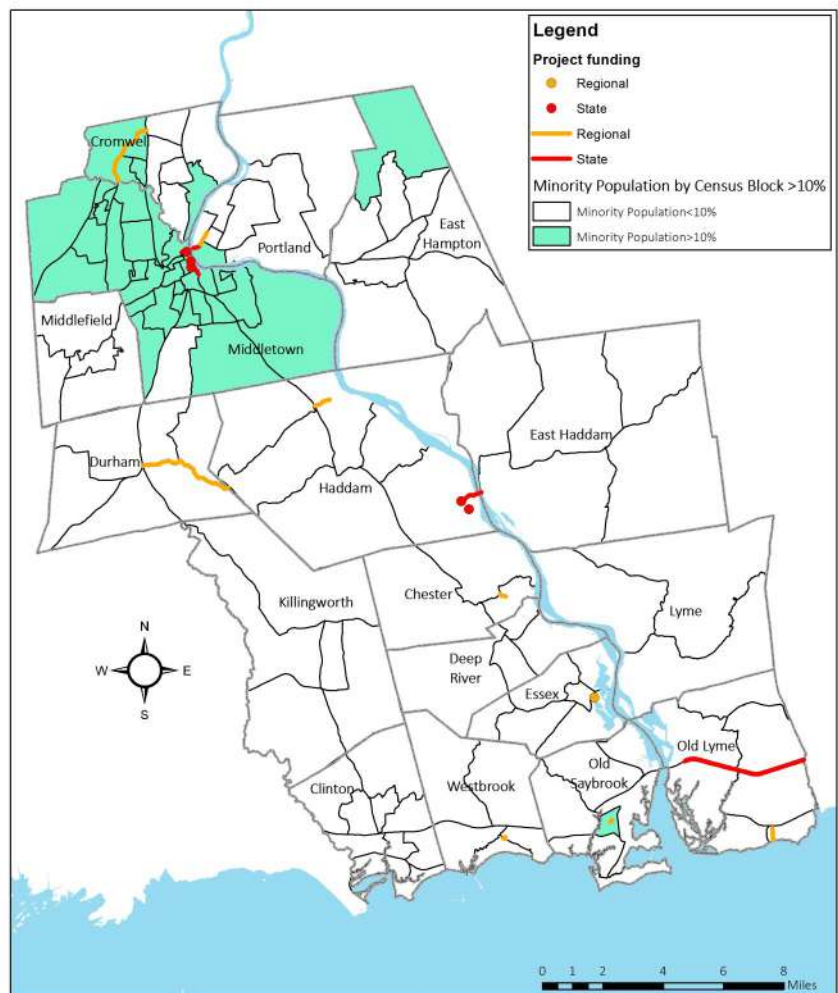 Legend
Project funding
Regional
State
Regional
State
Minority Population by Census Block >10%
Minority Population<10%
Minority Population>10%
Cromwel
East
Hampton
Portland
Middlefield
Middletown
East Haddam
Durham
Haddam
Chester
Killingworth
Lyme
N
W
E
S
Deep
River
Essex
Old Lyme
Old
Saybrook
Clinton
Westbrook
0 1 2 4 6 8
Miles